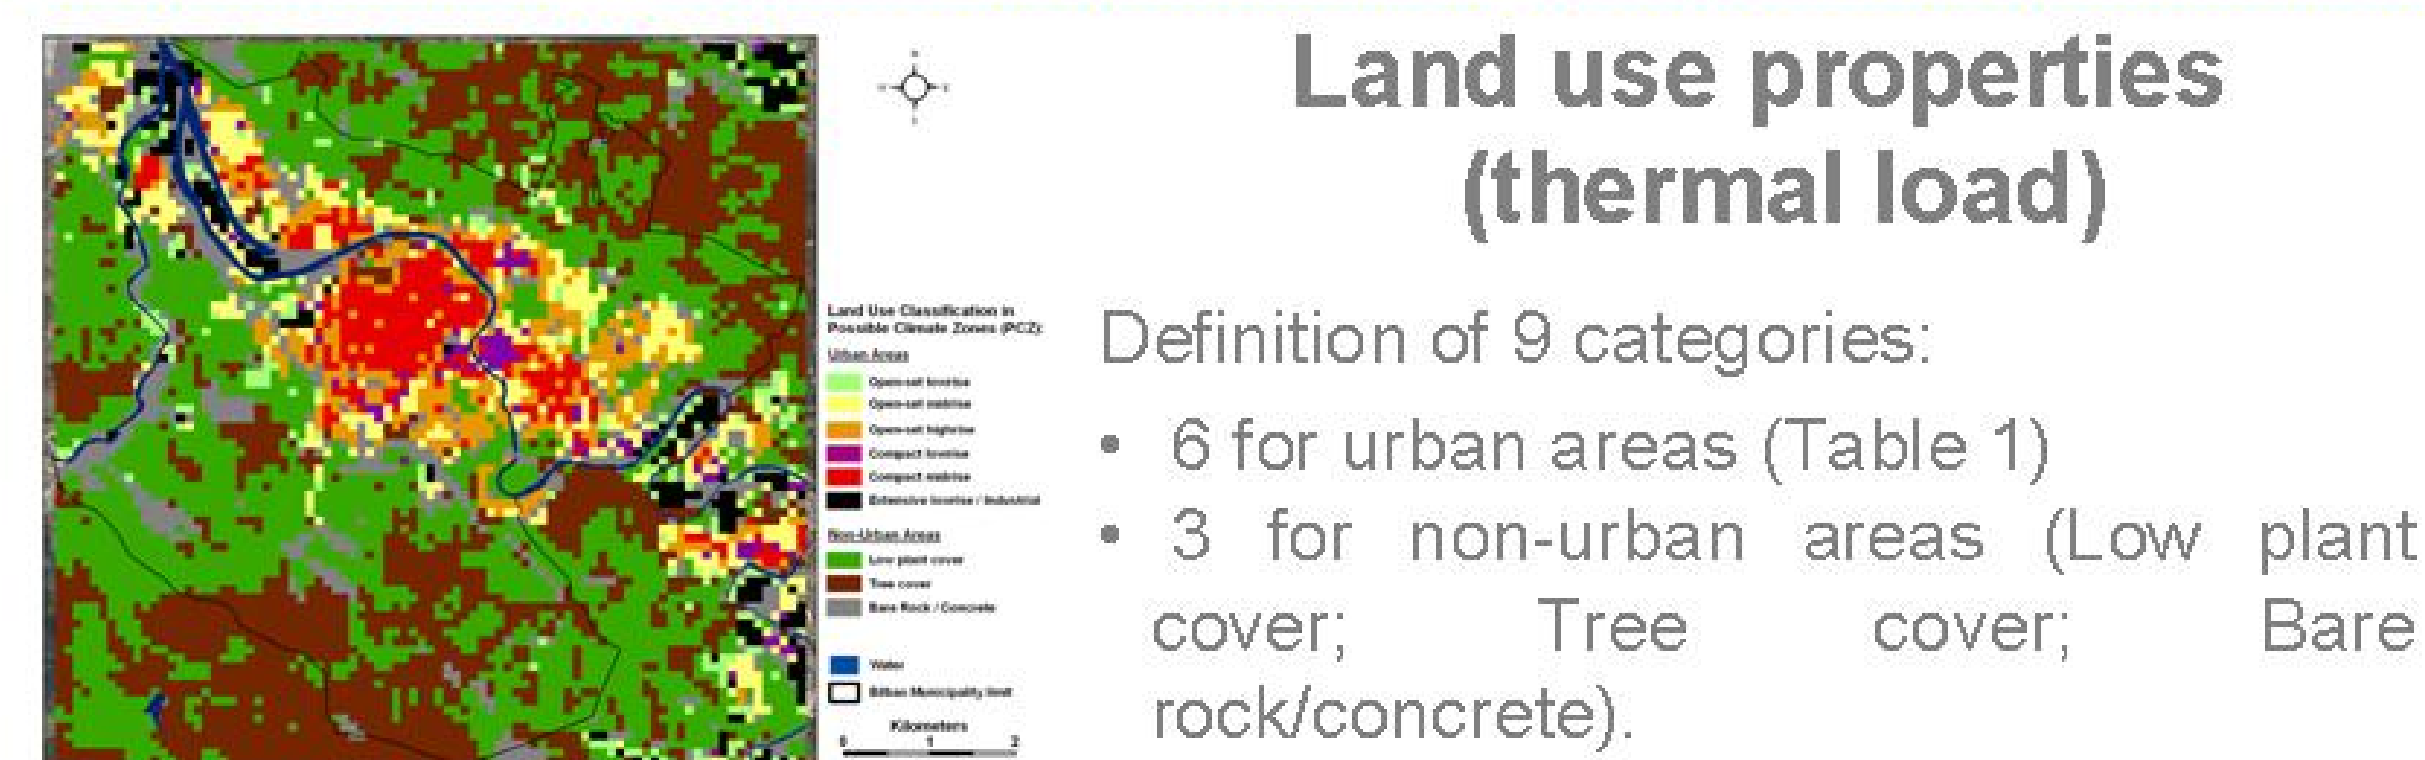 Land use properties
(thermal load)
Definition of 9 categories:
• 6 for urban areas (Table 1)
• 3 for non-urban areas (Low plant
cover; Tree cover; Bare
rock/concrete).
Land Use Classification in
Possible Climate Zones (PCZ):
Urban Areas
Open-set lowrise
Open-set midrise
Open-set highrise
Compact lowrise
Compact midrise
Extensive lowrise / Industrial
Non-Urban Areas
Low plant cover
Tree cover
Bare Rock / Concrete
Water
Bilbao Municipality limit
Kilometers
0 1 2